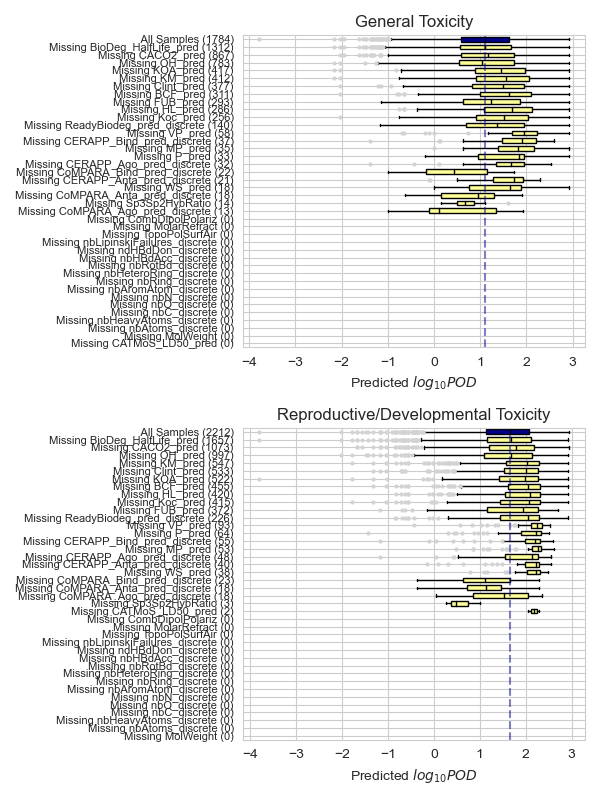 General Toxicity
All Samples (1784)
Missing BioDeg_HalfLife_pred (1312)
Missing CACO2_pred (867)
Missing OH_pred (783)
Missing KOA_pred (417)
Missing KM_pred (412)
Missing Clint_pred (377)
Missing BCF_pred (311)
Missing FUB_pred (293)
Missing HL_pred (286)
Missing Koc_pred (256)
Missing ReadyBiodeg_pred_discrete (140)
Missing VP_pred (58)
Missing CERAPP_Bind_pred_discrete (37)
Missing MP_pred (35)
Missing P_pred (33)
Missing CERAPP_Ago_pred_discrete (32)
Missing CoMPARA_Bind_pred_discrete (22)
Missing CERAPP_Anta_pred_discrete (21)
Missing WS_pred (18)
Missing CoMPARA_Anta_pred_discrete (18)
Missing Sp3Sp2HybRatio (14)
Missing CoMPARA_Ago_pred_discrete (13)
Missing CombDipolPolariz (0)
Missing MolarRefract (0)
Missing TopoPolSurfAir (0)
Missing nbLipinskiFailures_discrete (0)
Missing ndHBdDon_discrete (0)
Missing nbHBdAcc_discrete (0)
Missing nbRotBd_discrete (0)
Missing nbHeteroRing_discrete (0)
Missing nbRing_discrete (0)
Missing nbAromAtom_discrete (0)
Missing nbN_discrete (0)
Missing nbO_discrete (0)
Missing nbC_discrete (0)
Missing nbHeavyAtoms_discrete (0)
Missing nbAtoms_discrete (0)
Missing MolWeight (0)
Missing CATMoS_LD50_pred (0)
−4 −3 −2 −1 0 1 2 3
Predicted log10POD
Reproductive/Developmental Toxicity
All Samples (2212)
Missing BioDeg_HalfLife_pred (1657)
Missing CACO2_pred (1073)
Missing OH_pred (997)
Missing KM_pred (547)
Missing Clint_pred (533)
Missing KOA_pred (522)
Missing BCF_pred (455)
Missing HL_pred (420)
Missing Koc_pred (415)
Missing FUB_pred (372)
Missing ReadyBiodeg_pred_discrete (226)
Missing VP_pred (93)
Missing P_pred (64)
Missing CERAPP_Bind_pred_discrete (55)
Missing MP_pred (53)
Missing CERAPP_Ago_pred_discrete (48)
Missing CERAPP_Anta_pred_discrete (40)
Missing WS_pred (38)
Missing CoMPARA_Bind_pred_discrete (23)
Missing CoMPARA_Anta_pred_discrete (18)
Missing CoMPARA_Ago_pred_discrete (18)
Missing Sp3Sp2HybRatio (3)
Missing CATMoS_LD50_pred (2)
Missing CombDipolPolariz (0)
Missing MolarRefract (0)
Missing TopoPolSurfAir (0)
Missing nbLipinskiFailures_discrete (0)
Missing ndHBdDon_discrete (0)
Missing nbHBdAcc_discrete (0)
Missing nbRotBd_discrete (0)
Missing nbHeteroRing_discrete (0)
Missing nbRing_discrete (0)
Missing nbAromAtom_discrete (0)
Missing nbN_discrete (0)
Missing nbO_discrete (0)
Missing nbC_discrete (0)
Missing nbHeavyAtoms_discrete (0)
Missing nbAtoms_discrete (0)
Missing MolWeight (0)
−4 −3 −2 −1 0 1 2 3
Predicted log10POD